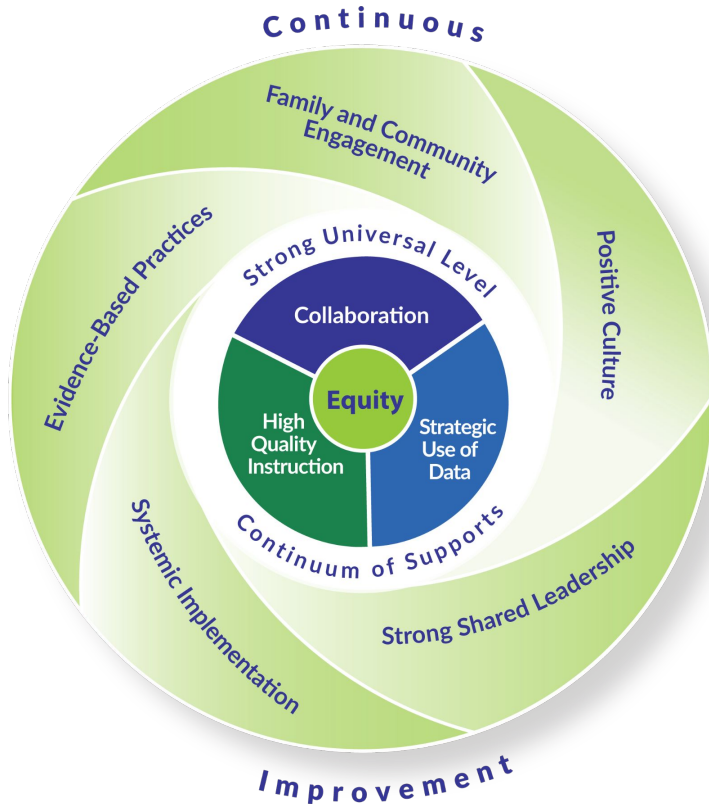 Continuous
Family and Community
Engagement
Positive Culture
Evidence-Based Practices
Strong Universal Level
Collaboration
Equity
High
Quality
Instruction
Strategic
Use of
Data
Continuum of Supports
Systemic Implementation
Strong Shared Leadership
Improvement